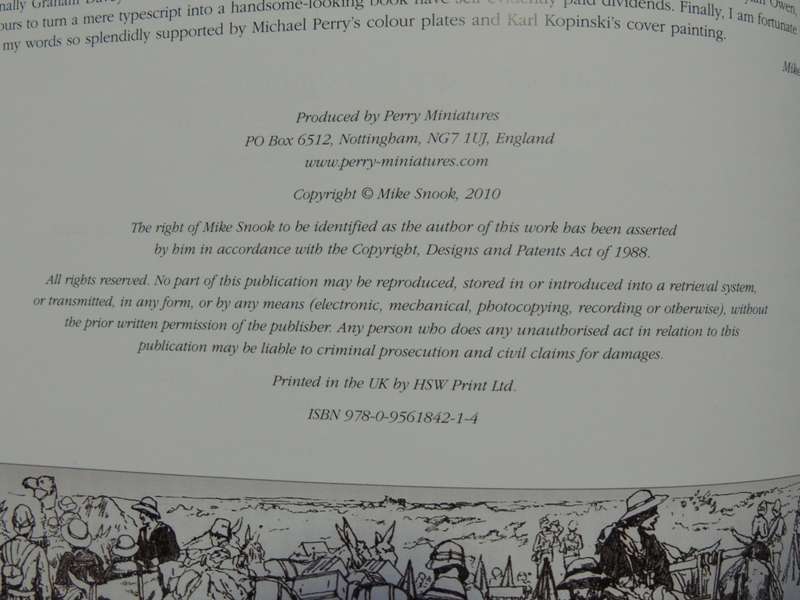 nally Graham
ours to turn a mere typescript into a handsome-looking book have self-evidently paid dividends. Finally, I am fortunate
my words so splendidly supported by Michael Perry's colour plates and Karl Kopinski's cover painting.
Mike
Produced by Perry Miniatures
PO Box 6512, Nottingham, NG7 1UJ, England
www.perry-miniatures.com
Copyright © Mike Snook, 2010
The right of Mike Snook to be identified as the author of this work has been asserted
by him in accordance with the Copyright, Designs and Patents Act of 1988.
All rights reserved. No part of this publication may be reproduced, stored in or introduced into a retrieval system,
or transmitted, in any form, or by any means (electronic, mechanical, photocopying, recording or otherwise), without
the prior written permission of the publisher. Any person who does any unauthorised act in relation to this
publication may be liable to criminal prosecution and civil claims for damages.
Printed in the UK by HSW Print Ltd.
ISBN 978-0-9561842-1-4